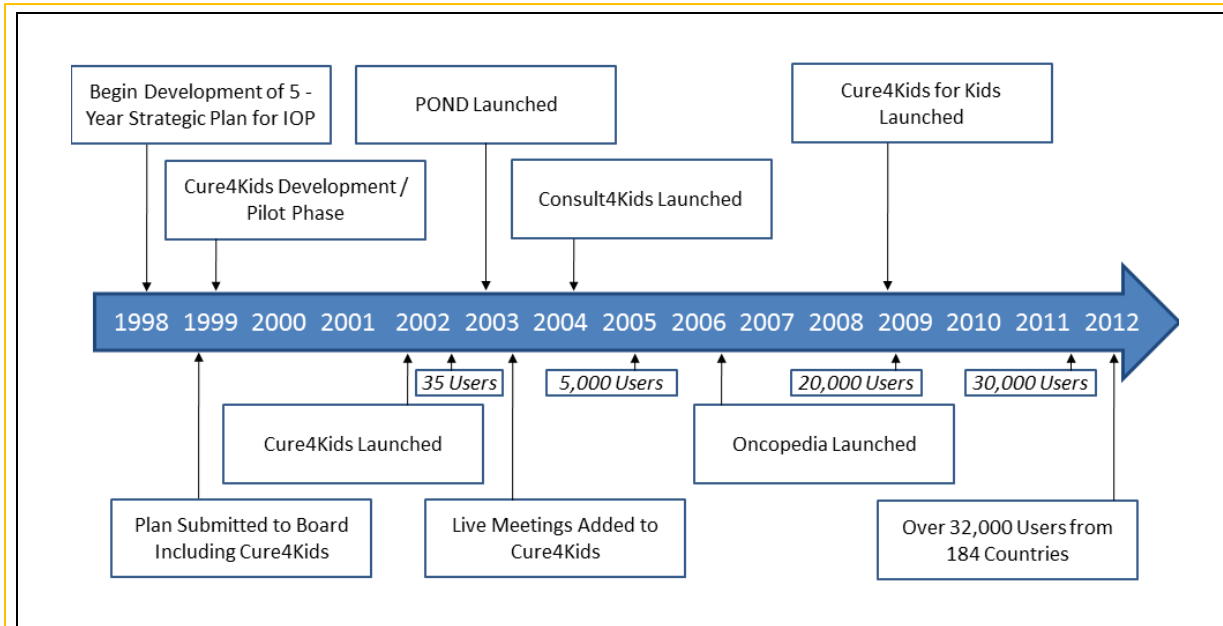 Begin Development of 5 -
Year Strategic Plan for IOP
POND Launched
Cure4Kids for Kids
Launched
Cure4Kids Development /
Pilot Phase
Consult4Kids Launched
1998 1999 2000 2001 2002 2003 2004 2005 2006 2007 2008 2009 2010 2011 2012
35 Users
5,000 Users
20,000 Users
30,000 Users
Cure4Kids Launched
Oncopedia Launched
Plan Submitted to Board
Including Cure4Kids
Live Meetings Added to
Cure4Kids
Over 32,000 Users from
184 Countries